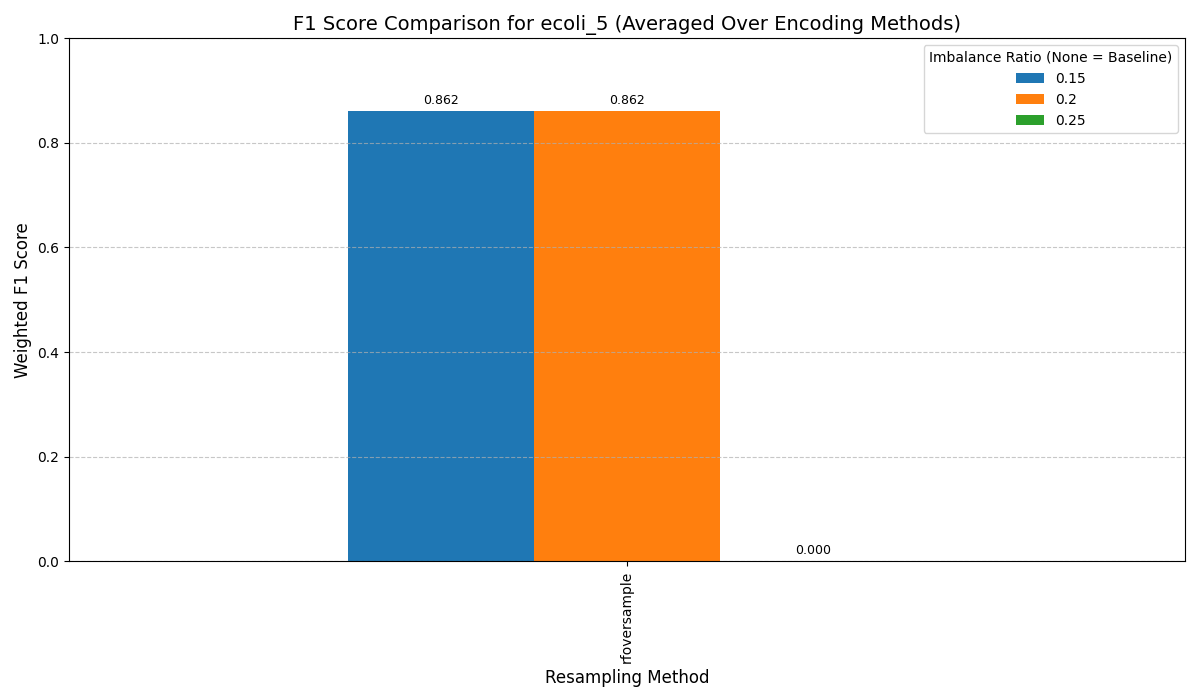 F1 Score Comparison for ecoli_5 (Averaged Over Encoding Methods)
Imbalance Ratio (None = Baseline)
0.15
0.2
0.25
Weighted F1 Score
1.0
0.8
0.6
0.4
0.2
0.0
0.862
0.862
0.000
rfoversample
Resampling Method